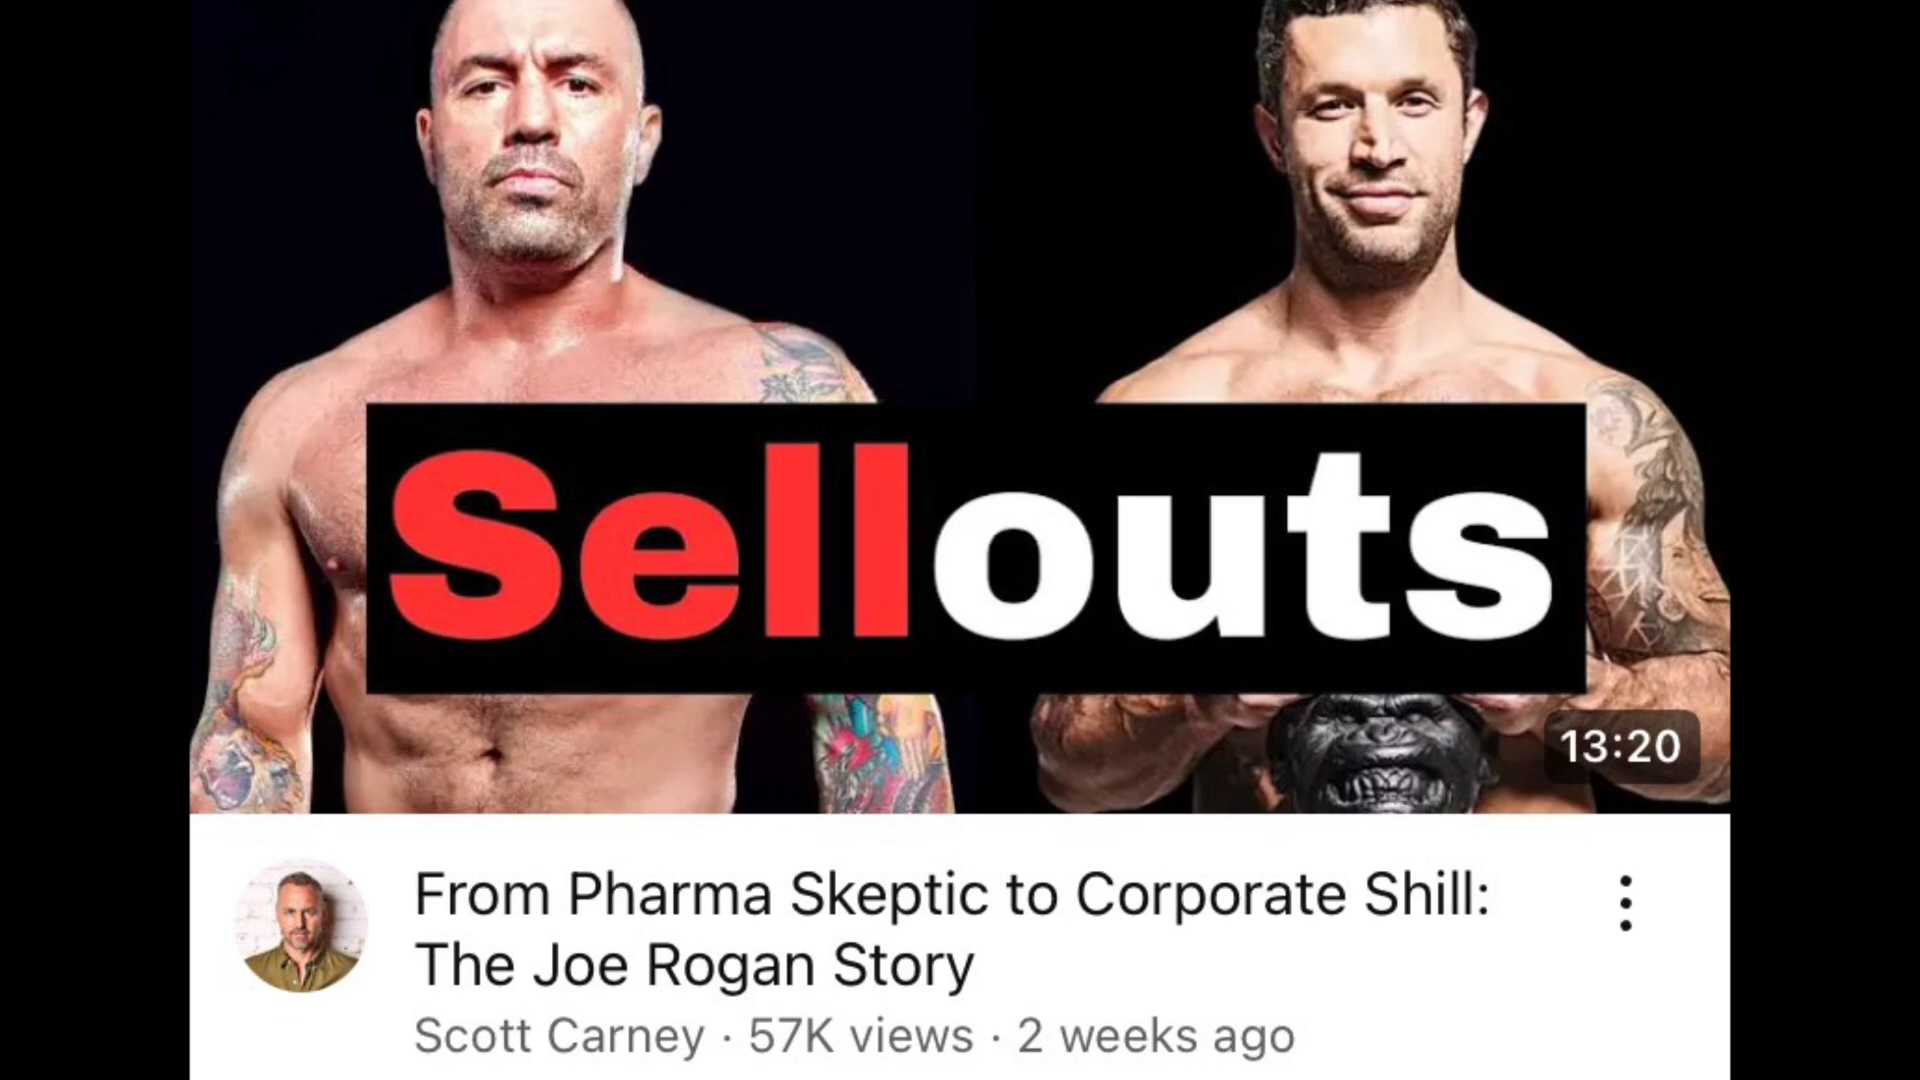 Sellouts
13:20
From Pharma Skeptic to Corporate Shill:
The Joe Rogan Story
Scott Carney · 57K views · 2 weeks ago